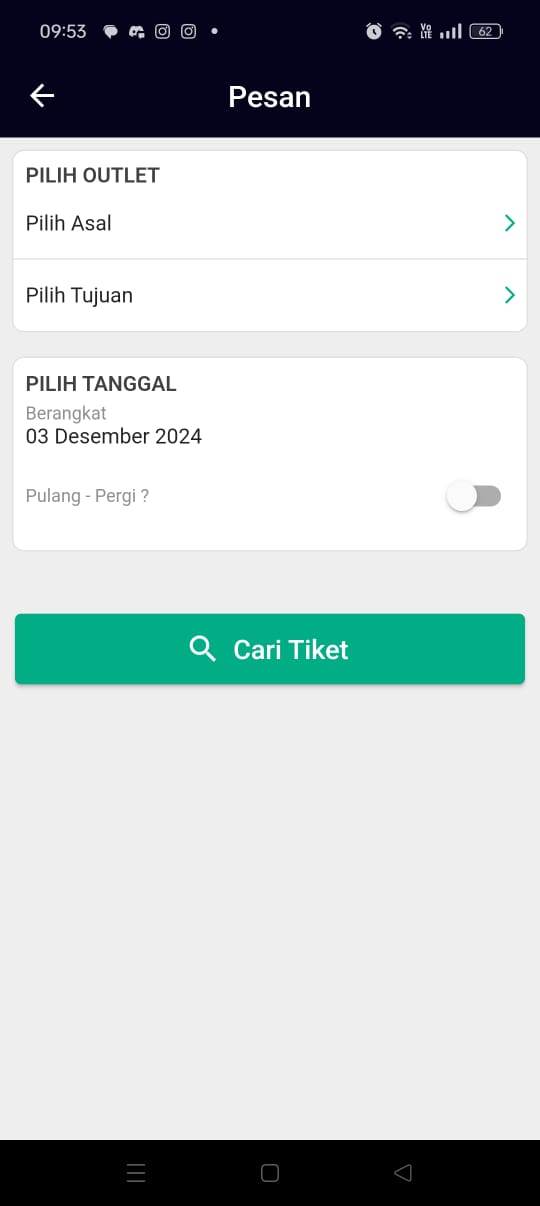 09:53
Vo
LTE
62
Pesan
PILIH OUTLET
Pilih Asal
Pilih Tujuan
PILIH TANGGAL
Berangkat
03 Desember 2024
Pulang - Pergi ?
Cari Tiket